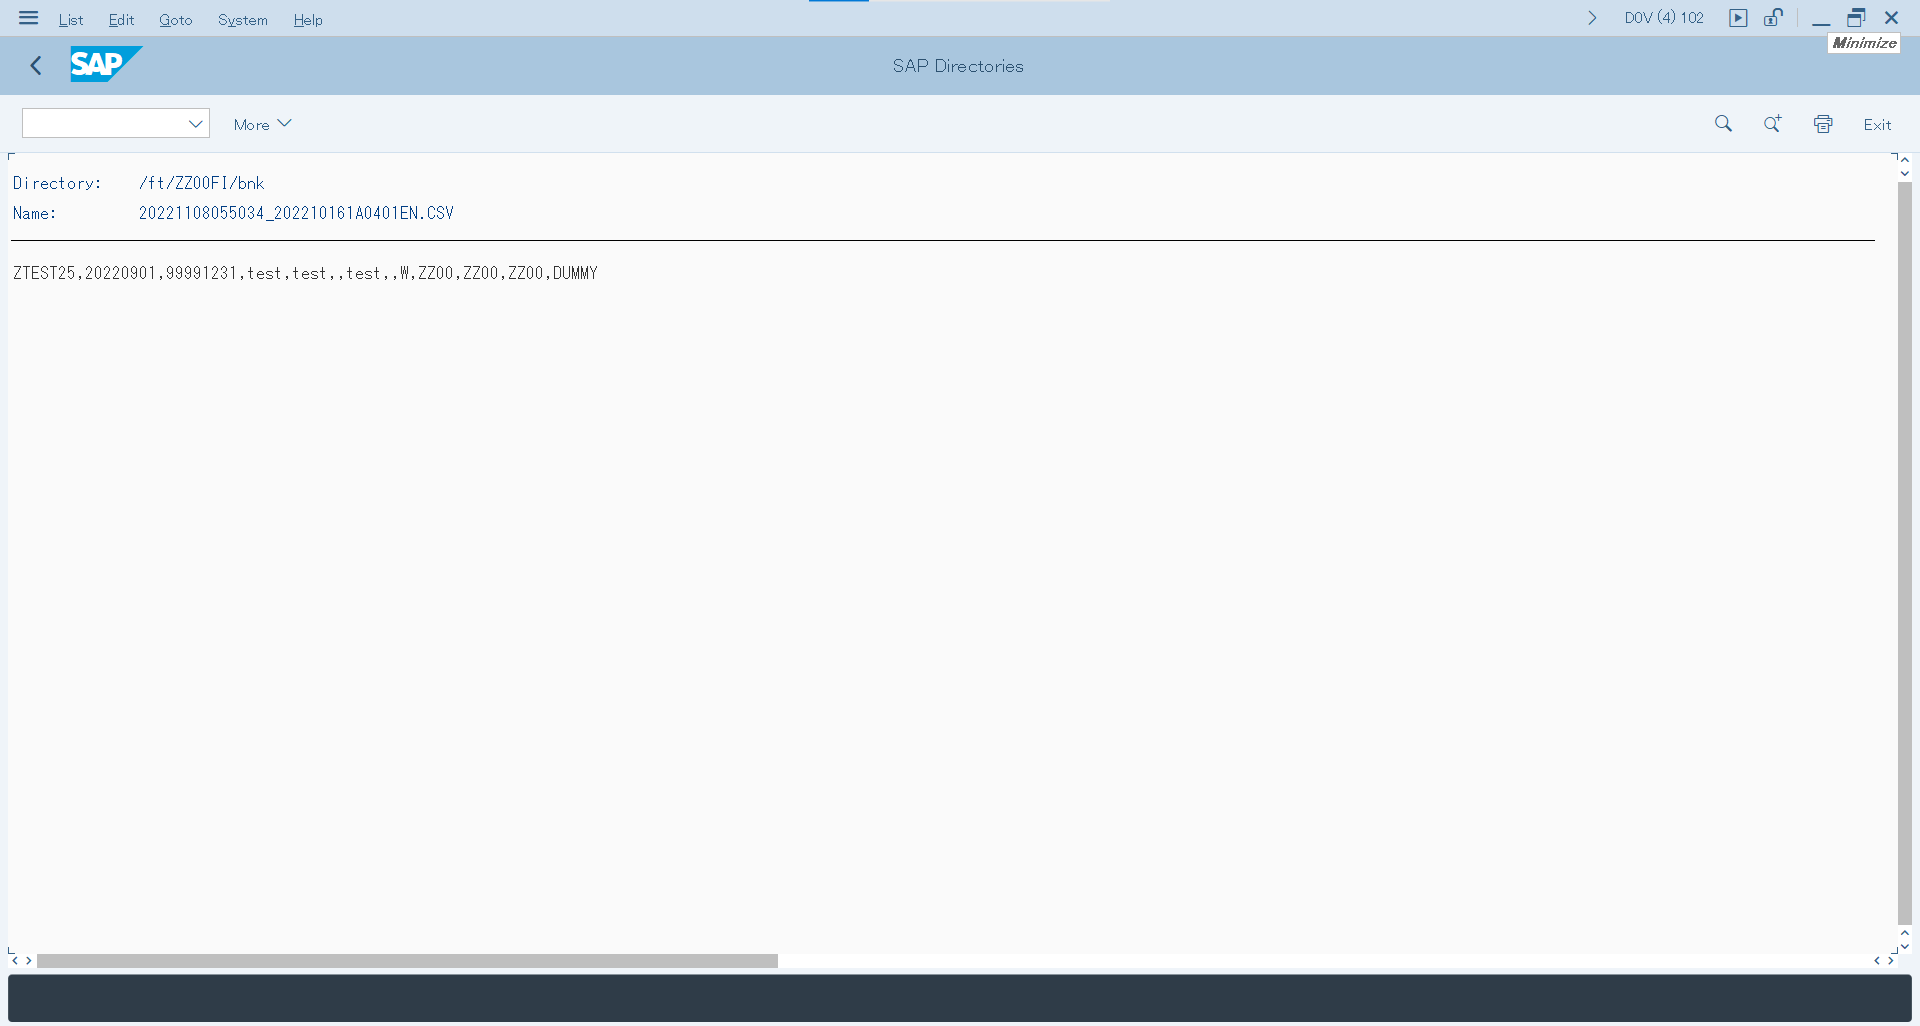 List Edit Goto System Help DOV (4) 102
Minimize
SAP SAP Directories
More Exit
Directory: /ft/ZZ00FI/bnk
Name: 20221108055034_202210161A0401EN.CSV
ZTEST25,20220901,99991231,test,test,,test,,W,ZZ00,ZZ00,ZZ00,DUMMY